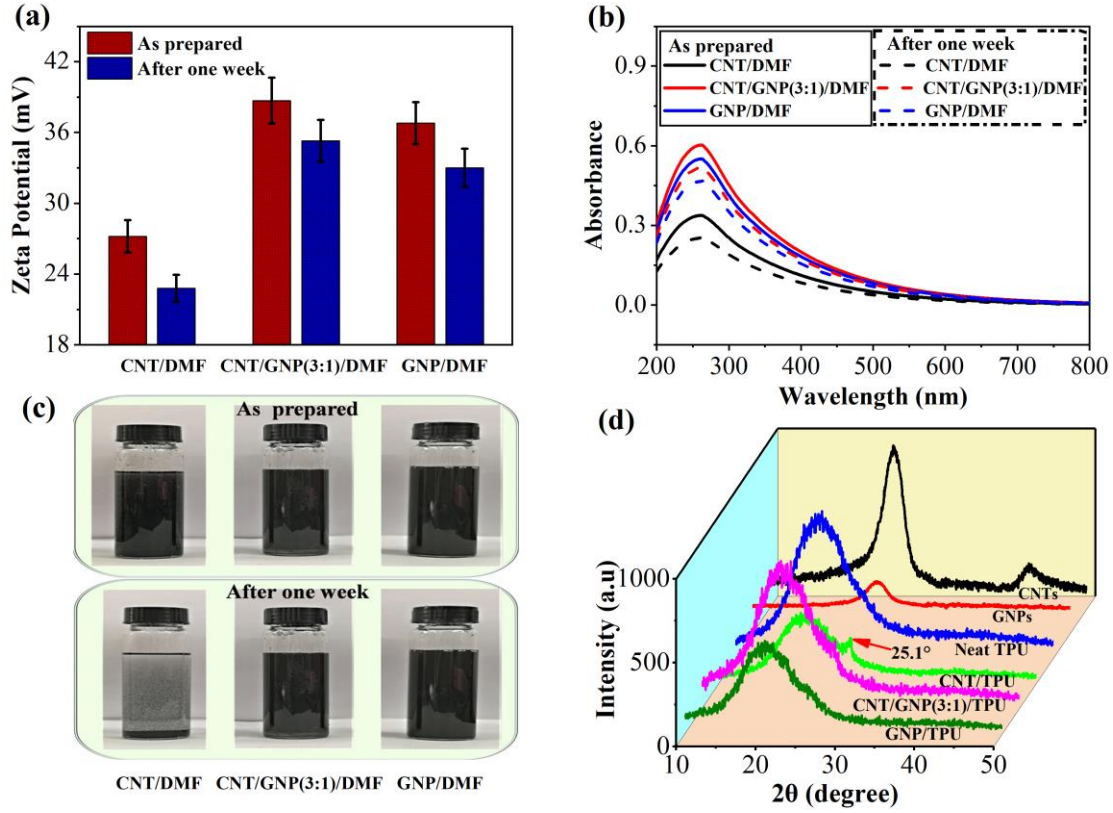 (a)
Zeta Potential (mV)
45
42
36
30
24
18
As prepared
After one week
CNT/DMF CNT/GNP(3:1)/DMF GNP/DMF
(b)
Absorbance
0.9
0.6
0.3
0.0
As prepared
CNT/DMF
CNT/GNP(3:1)/DMF
GNP/DMF
After one week
CNT/DMF
CNT/GNP(3:1)/DMF
GNP/DMF
200 300 400 500 600 700 800
Wavelength (nm)
(c)
As prepared
After one week
CNT/DMF CNT/GNP(3:1)/DMF GNP/DMF
(d)
Intensity (a.u)
1000
500
0
CNTs
GNPs
Neat TPU
25.1°
CNT/TPU
CNT/GNP(3:1)/TPU
GNP/TPU
10 20 30 40 50
2θ (degree)